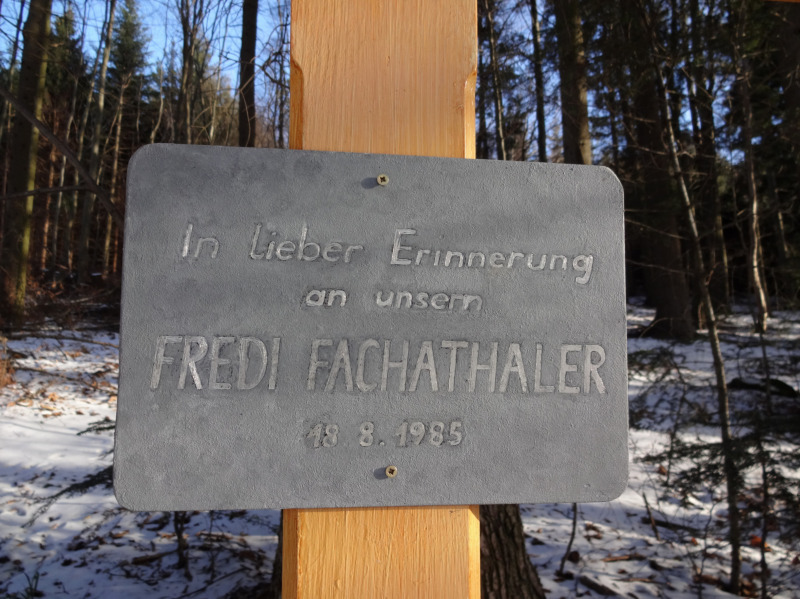 In lieber Erinnerung
an unsern
FREDI FACHATHALER
18 8. 1985